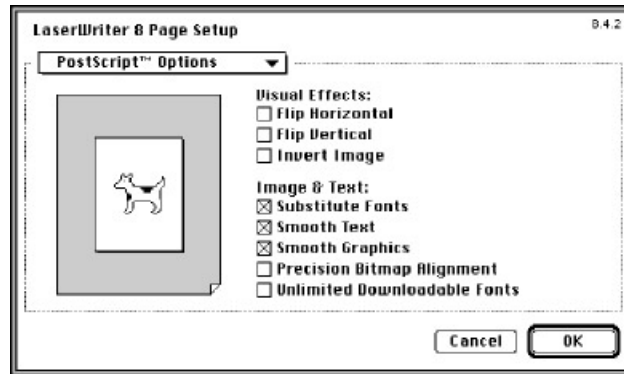 LaserWriter 8 Page Setup
8.4.2
PostScript™ Options
Visual Effects:
Flip Horizontal
Flip Vertical
Invert Image
Image & Text:
Substitute Fonts
Smooth Text
Smooth Graphics
Precision Bitmap Alignment
Unlimited Downloadable Fonts
Cancel
OK